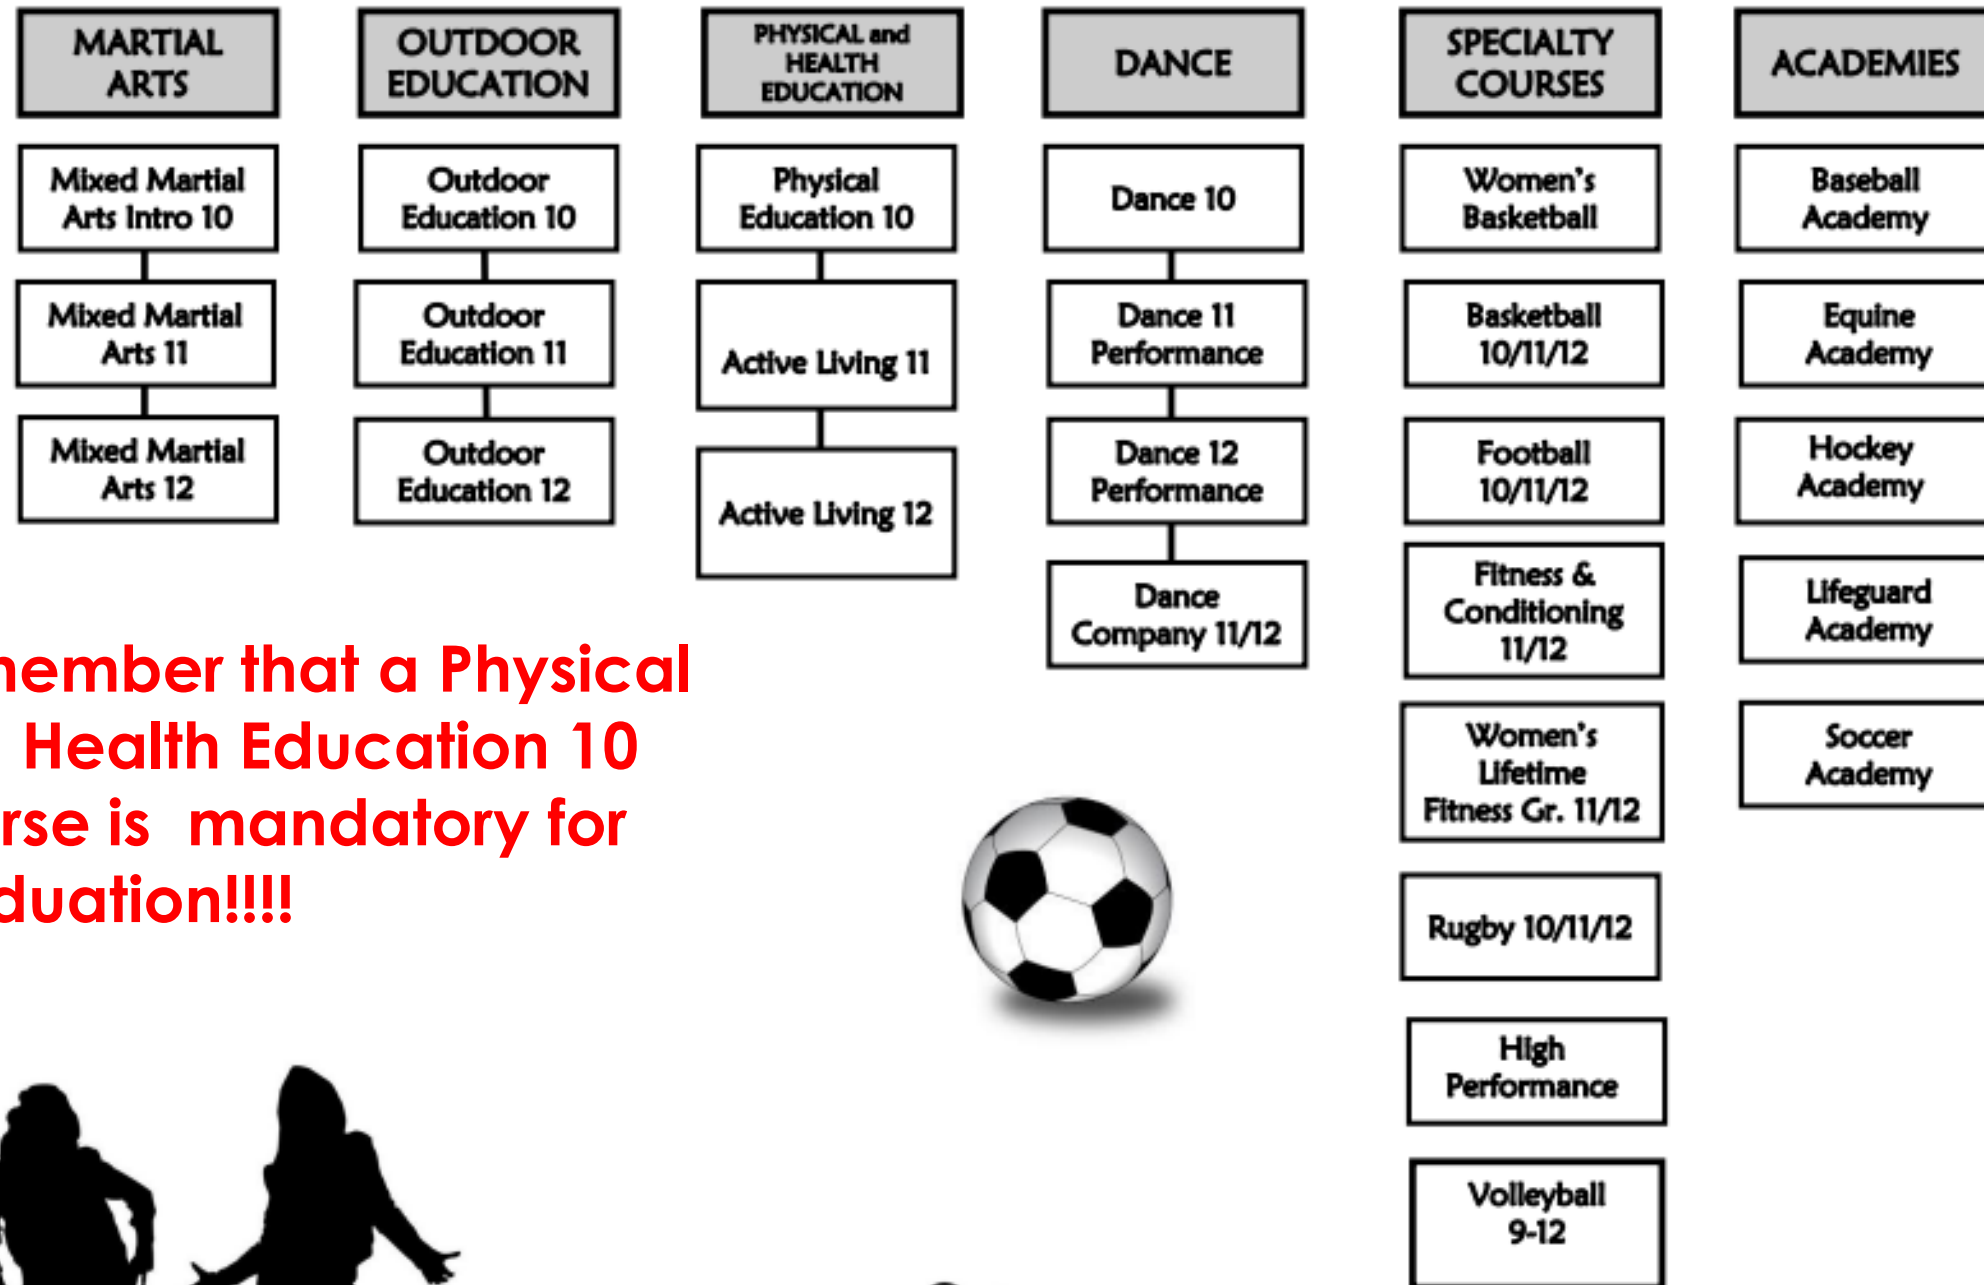 MARTIAL
ARTS
Mixed Martial
Arts Intro 10
Mixed Martial
Arts 11
Mixed Martial
Arts 12
OUTDOOR
EDUCATION
Outdoor
Education 10
Outdoor
Education 11
Outdoor
Education 12
PHYSICAL and
HEALTH
EDUCATION
Physical
Education 10
Active Living 11
Active Living 12
DANCE
Dance 10
Dance 11
Performance
Dance 12
Performance
Dance
Company 11/12
SPECIALTY
COURSES
Women's
Basketball
Basketball
10/11/12
Football
10/11/12
Fitness &
Conditioning
11/12
Women's
Lifetime
Fitness Gr. 11/12
Rugby 10/11/12
High
Performance
Volleyball
9-12
ACADEMIES
Baseball
Academy
Equine
Academy
Hockey
Academy
Lifeguard
Academy
Soccer
Academy
member that a Physical
Health Education 10
rse is mandatory for
duation!!!!